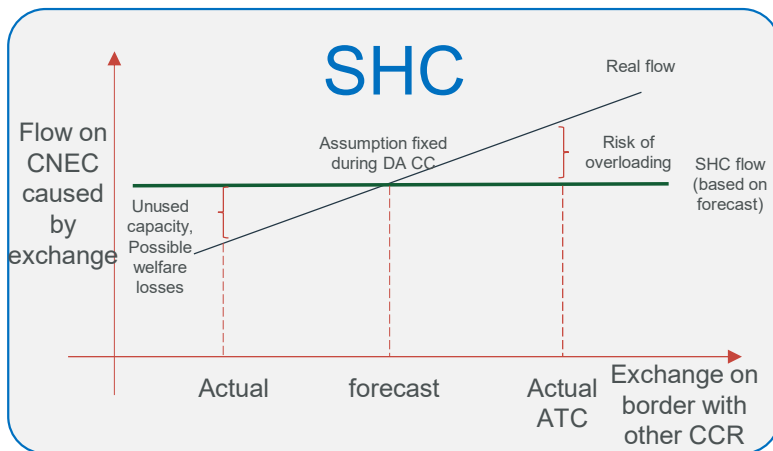 SHC
Real flow
Flow on
CNEC
caused
by
exchange
Assumption fixed
during DA CC
Risk of
overloading
SHC flow
(based on
forecast)
Unused
capacity,
Possible
welfare
losses
Actual
forecast
Actual
ATC
Exchange on
border with
other CCR